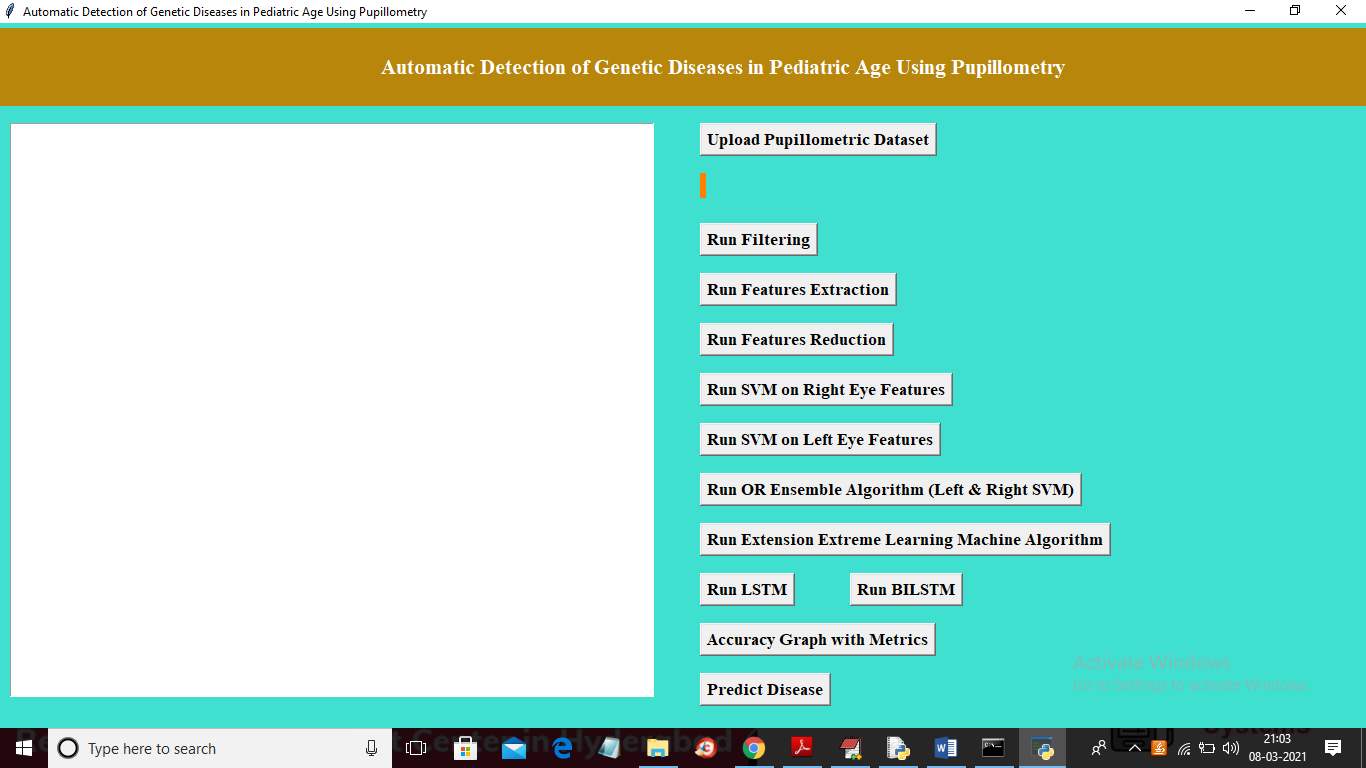 Automatic Detection of Genetic Diseases in Pediatric Age Using Pupillometry
Automatic Detection of Genetic Diseases in Pediatric Age Using Pupillometry
Upload Pupillometric Dataset
Run Filtering
Run Features Extraction
Run Features Reduction
Run SVM on Right Eye Features
Run SVM on Left Eye Features
Run OR Ensemble Algorithm (Left & Right SVM)
Run Extension Extreme Learning Machine Algorithm
Run LSTM Run BILSTM
Accuracy Graph with Metrics
Activate Windows
Go to Settings to activate Windows.
Predict Disease
Type here to search
t Center in Hyderabad
Systems
21:03
08-03-2021